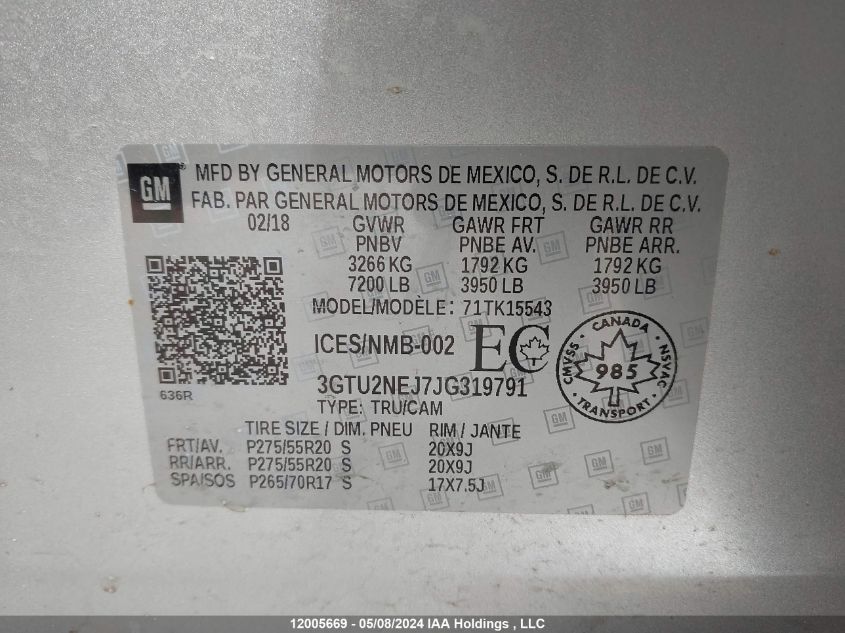 GM MFD BY GENERAL MOTORS DE MEXICO, S. DE R.L. DE C.V.
FAB. PAR GENERAL MOTORS DE MEXICO, S. DE R.L. DE C.V.
02/18 GVWR GAWR FRT GAWR RR
PNBV PNBE AV. PNBE ARR.
3266 KG 1792 KG 1792 KG
7200 LB 3950 LB 3950 LB
MODEL/MODÈLE: 71TK15543
ICES/NMB-002 EC
CANADA
CMVSS 985 NSVAC
TRANSPORT
3GTU2NEJ7JG319791
636R
TYPE: TRU/CAM
TIRE SIZE / DIM. PNEU RIM / JANTE
FRT/AV. P275/55R20 S 20X9J
RR/ARR. P275/55R20 S 20X9J
SPA/SOS P265/70R17 S 17X7.5J
12005669 - 05/08/2024 IAA Holdings , LLC